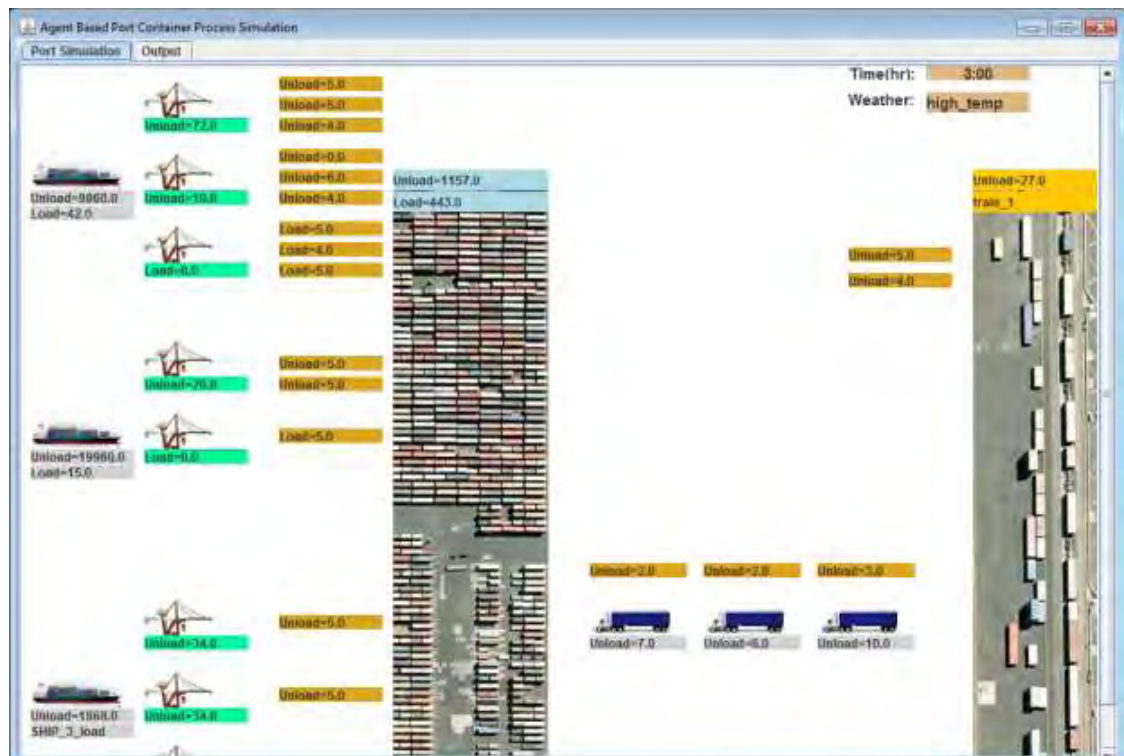 Agent Based Port Container Process Simulation
Port Simulation
Output
Time(hr): 3:00
Weather: high_temp
Unload=5.0
Unload=5.0
Unload=4.0
Unload=72.0
Unload=0.0
Unload=6.0
Unload=4.0
Unload=10.0
Unload=9860.0
Load=42.0
Load=5.0
Load=4.0
Load=5.0
Load=0.0
Unload=1157.0
Load=443.0
Unload=27.0
train_1
Unload=5.0
Unload=4.0
Unload=5.0
Unload=5.0
Unload=20.0
Load=5.0
Load=0.0
Unload=19980.0
Load=15.0
Unload=2.0
Unload=2.0
Unload=3.0
Unload=7.0
Unload=6.0
Unload=10.0
Unload=5.0
Unload=34.0
Unload=5.0
Unload=34.0
Unload=1868.0
SHIP_3_load